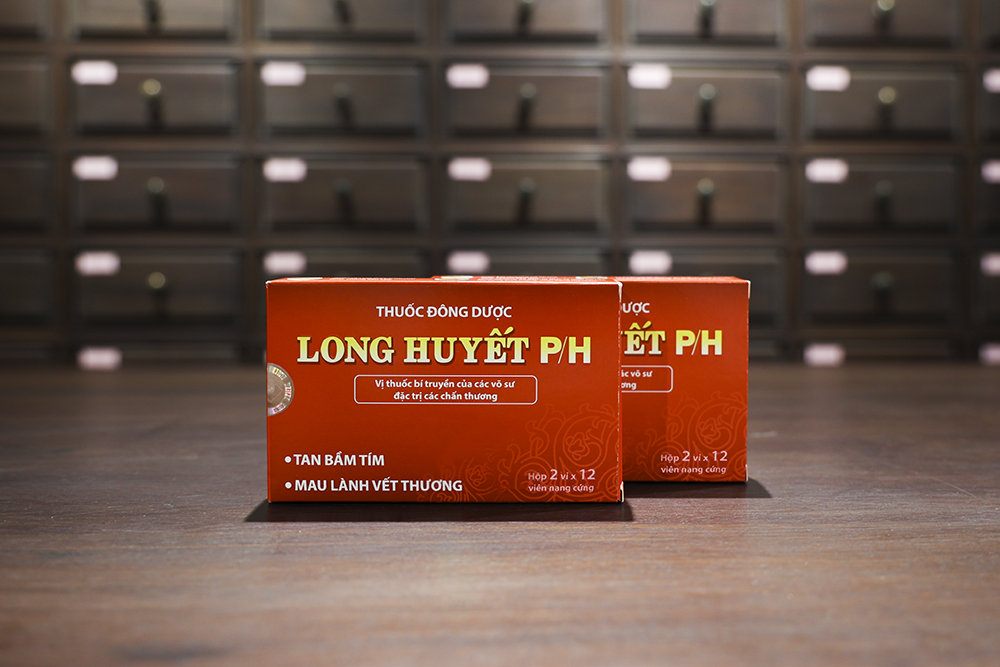 THUỐC ĐÔNG DƯỢC
LONG HUYẾT P/H
Vị thuốc bí truyền của các võ sư
đặc trị các chấn thương
• TAN BẦM TÍM
• MAU LÀNH VẾT THƯƠNG
Hộp 2 vỉ x 12
viên nang cứng
ƯỢC
ẾT P/H
ác võ sư
ơng
Hộp 2 vỉ x 12
viên nang cứng